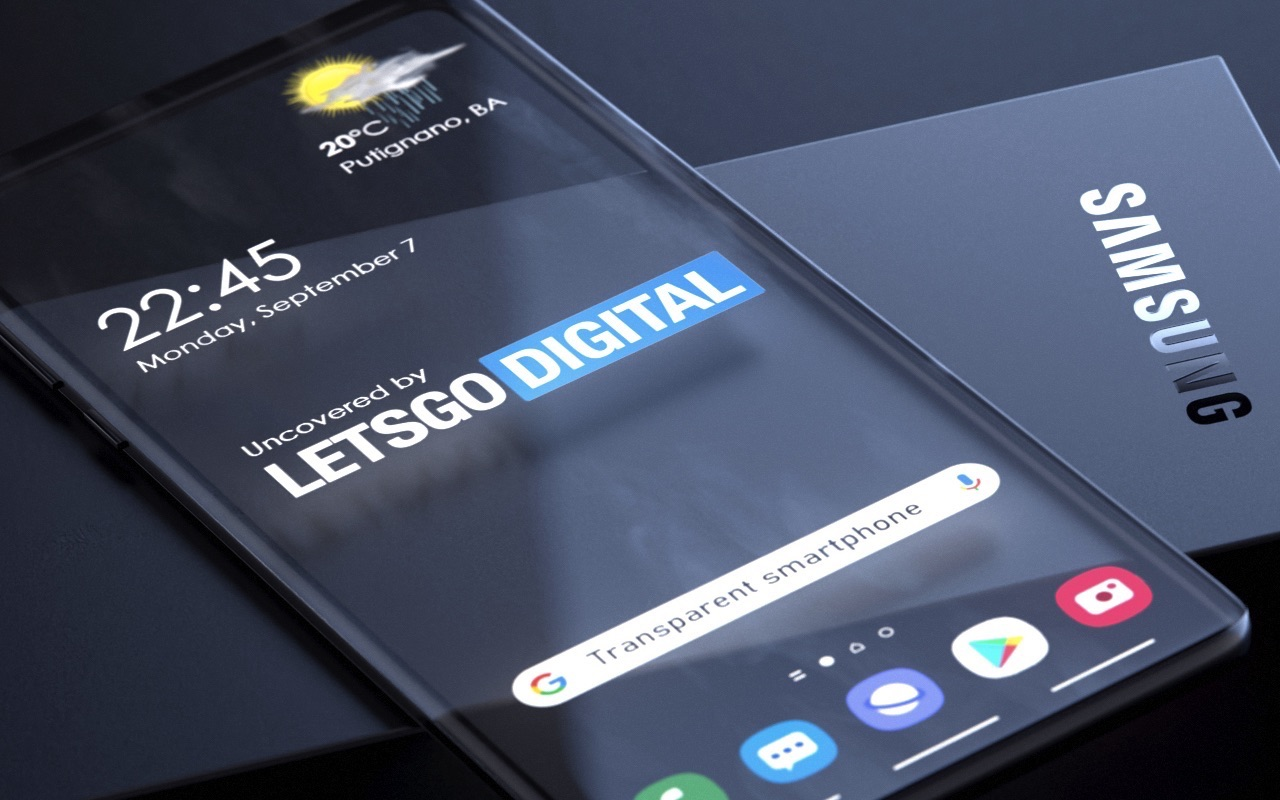 20°C
Putignano, BA
22:45
Monday, September 7
Uncovered by
LETSGO DIGITAL
Transparent smartphone
SAMSUNG